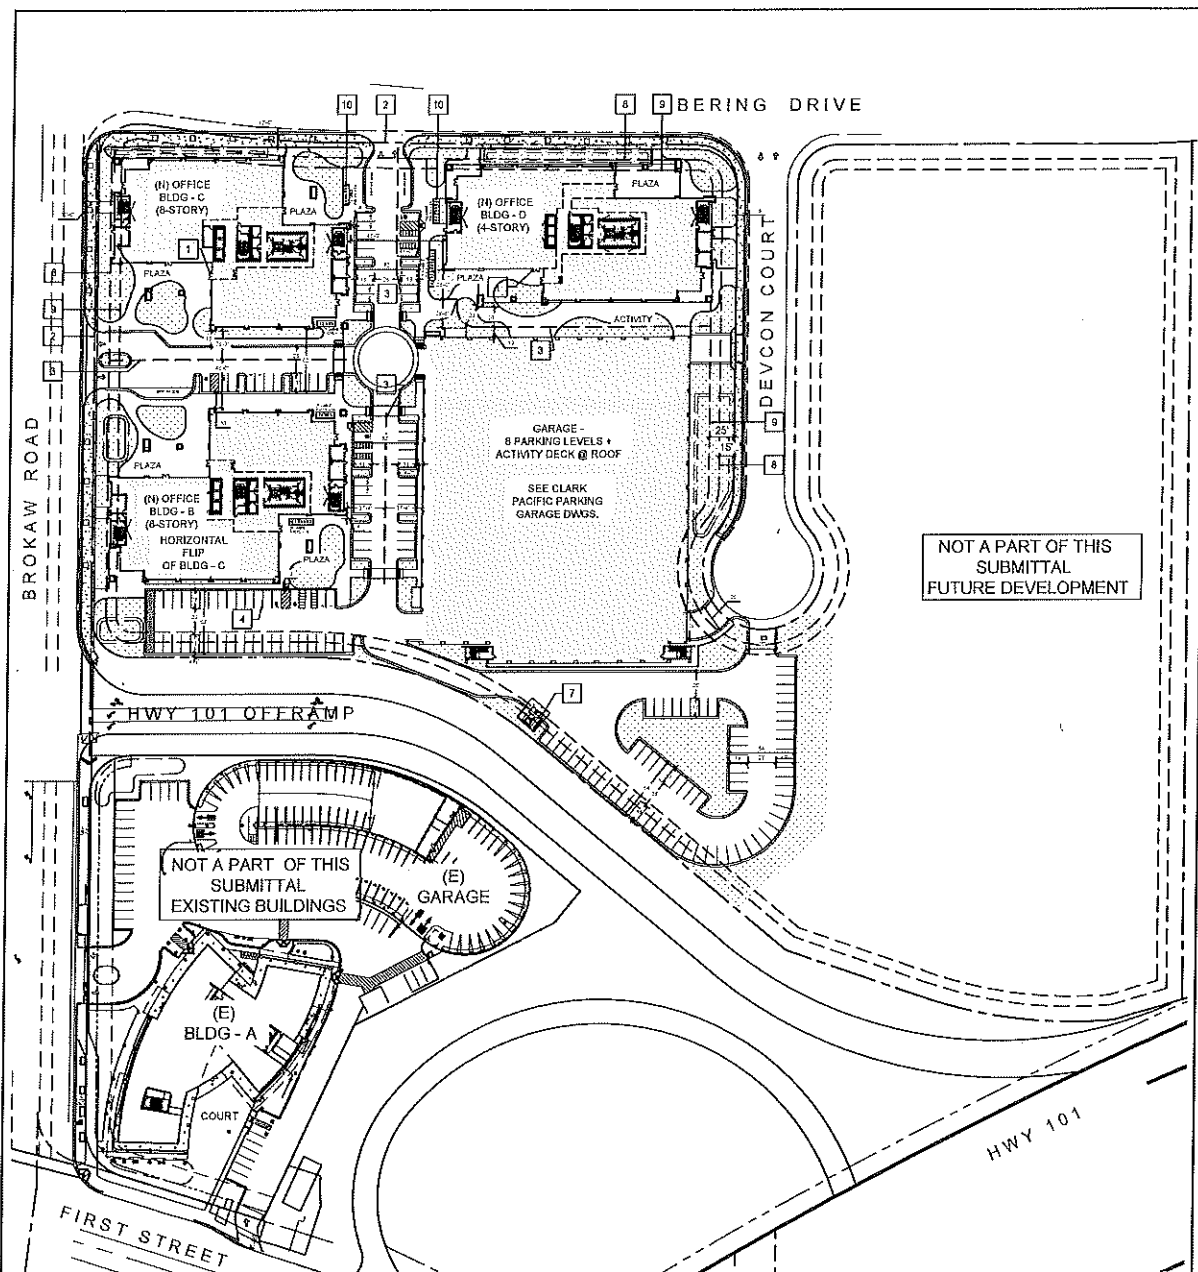 10
2
10
8
9
BERING DRIVE
(N) OFFICE
BLDG - C
(8-STORY)
PLAZA
PLAZA
1
(N) OFFICE
BLDG - D
(4-STORY)
PLAZA
PLAZA
ACTIVITY
8
9
2
3
3
3
3
DEVCON COURT
BROKAW ROAD
PLAZA
(N) OFFICE
BLDG - B
(8-STORY)
HORIZONTAL
FLIP
OF BLDG - C
PLAZA
GARAGE -
8 PARKING LEVELS +
ACTIVITY DECK @ ROOF
SEE CLARK
PACIFIC PARKING
GARAGE DWGS.
9
25'
15'
8
NOT A PART OF THIS
SUBMITTAL
FUTURE DEVELOPMENT
4
7
HWY 101 OFFRAMP
NOT A PART OF THIS
SUBMITTAL
EXISTING BUILDINGS
(E)
GARAGE
(E)
BLDG - A
COURT
HWY 101
FIRST STREET